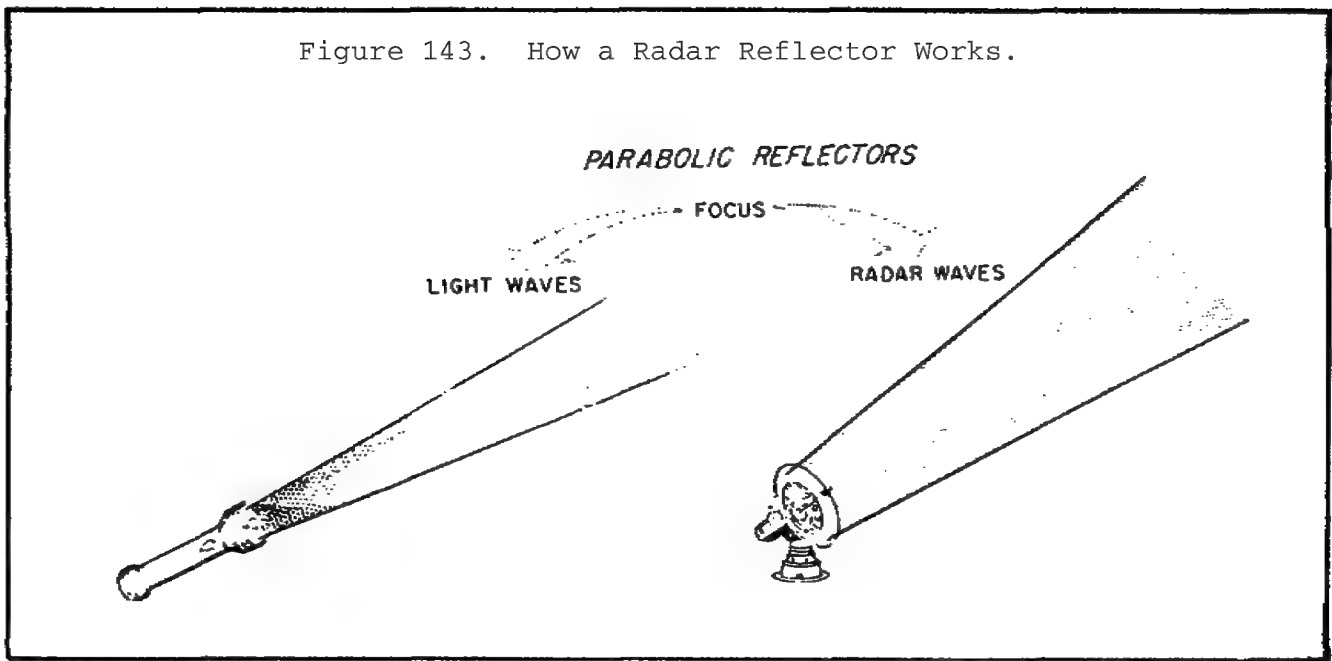 Figure 143.  How a Radar Reflector Works.
PARABOLIC REFLECTORS
FOCUS
LIGHT WAVES
RADAR WAVES